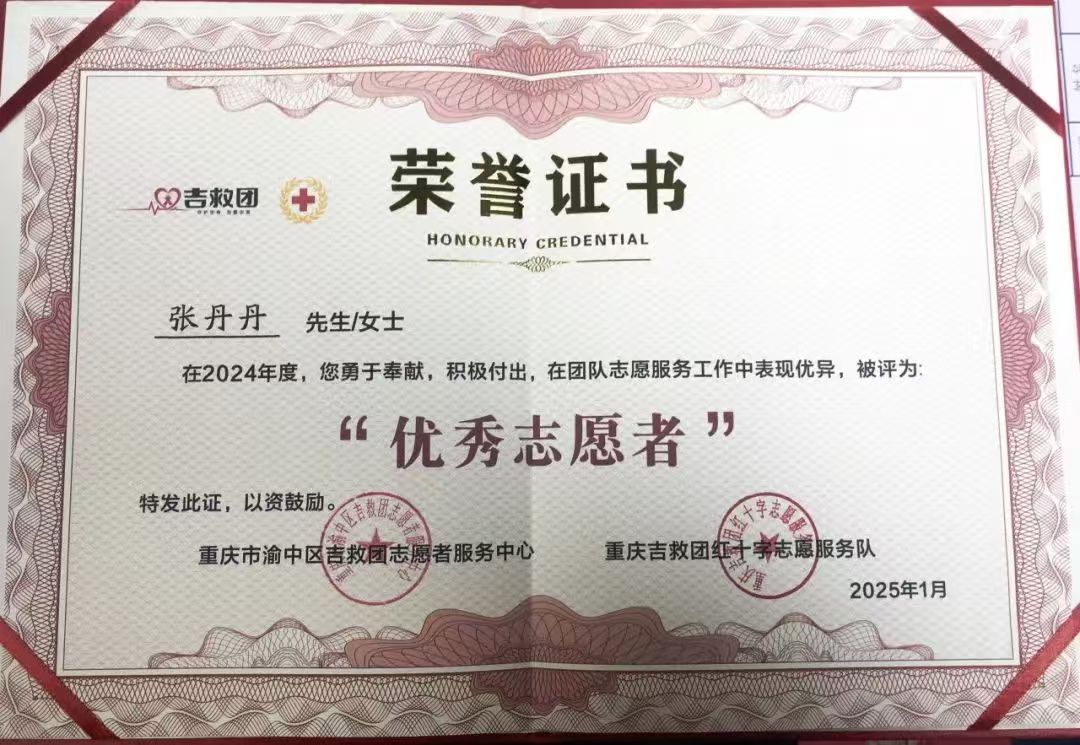 荣誉证书
吉救团
HONORARY CREDENTIAL
张丹丹 先生/女士
在2024年度，您勇于奉献，积极付出，在团队志愿服务工作中表现优异，被评为：
“优秀志愿者”
特发此证，以资鼓励。
重庆市渝中区吉救团志愿者服务中心
重庆吉救团红十字志愿服务队
2025年1月